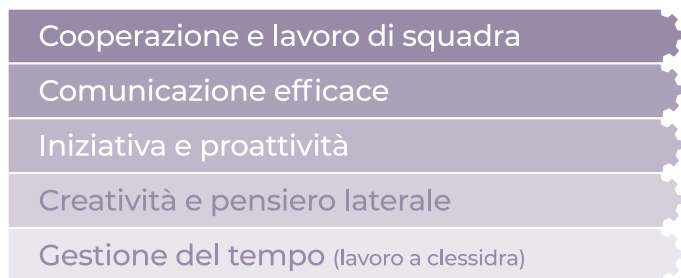 Cooperazione e lavoro di squadra
Comunicazione efficace
Iniziativa e proattività
Creatività e pensiero laterale
Gestione del tempo (lavoro a clessidra)